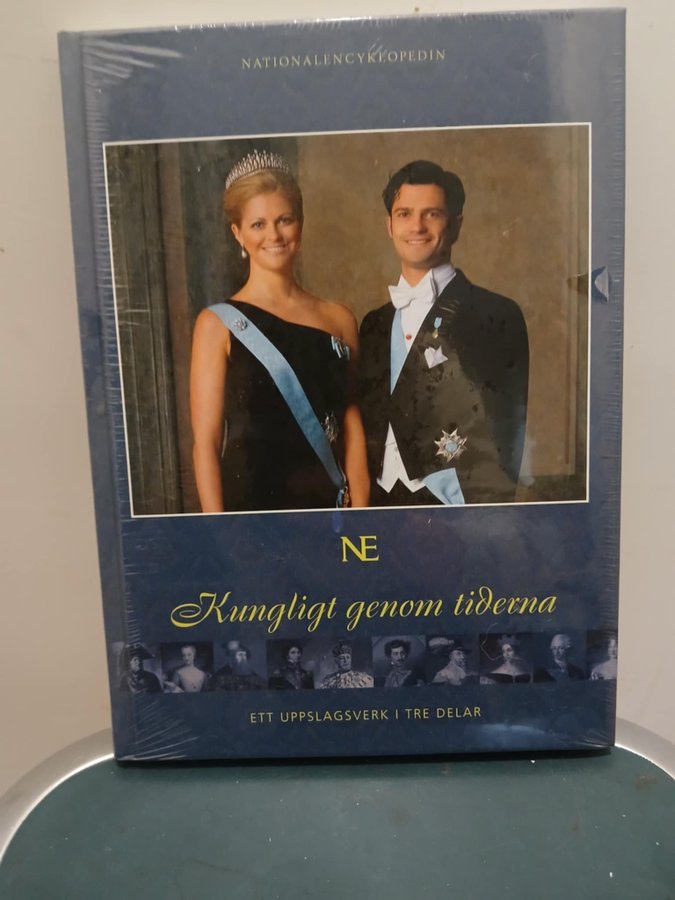 NATIONALENCYKLOPEDIN
NE
Kungligt genom tiderna
ETT UPPSLAGSVERK I TRE DELAR